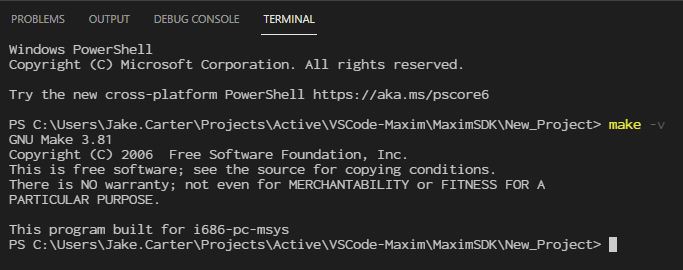 PROBLEMS OUTPUT DEBUG CONSOLE TERMINAL
Windows PowerShell
Copyright (C) Microsoft Corporation. All rights reserved.
Try the new cross-platform PowerShell https://aka.ms/pscore6
PS C:\Users\Jake.Carter\Projects\Active\VSCode-Maxim\MaximSDK\New_Project> make -v
GNU Make 3.81
Copyright (C) 2006  Free Software Foundation, Inc.
This is free software; see the source for copying conditions.
There is NO warranty; not even for MERCHANTABILITY or FITNESS FOR A
PARTICULAR PURPOSE.
This program built for i686-pc-msys
PS C:\Users\Jake.Carter\Projects\Active\VSCode-Maxim\MaximSDK\New_Project>